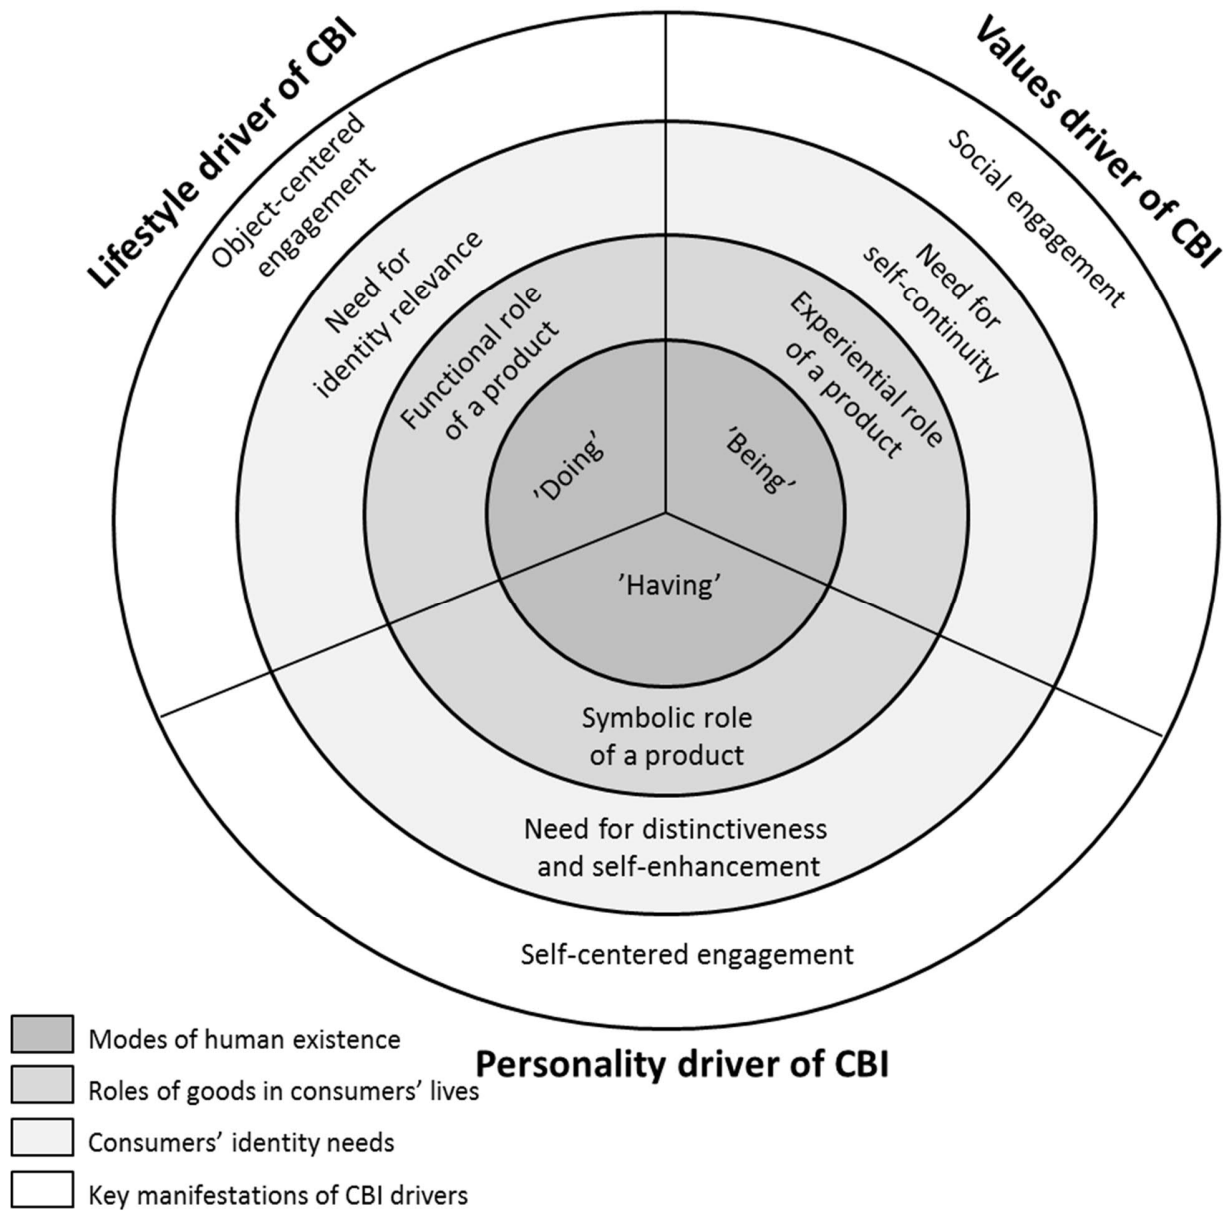 Lifestyle driver of CBI
Object-centered
engagement
Need for
identity relevance
Functional role
of a product
’Doing’
Values driver of CBI
Social engagement
Need for
self-continuity
Experiential role
of a product
’Being’
’Having’
Symbolic role
of a product
Need for distinctiveness
and self-enhancement
Self-centered engagement
Personality driver of CBI
Modes of human existence
Roles of goods in consumers’ lives
Consumers’ identity needs
Key manifestations of CBI drivers